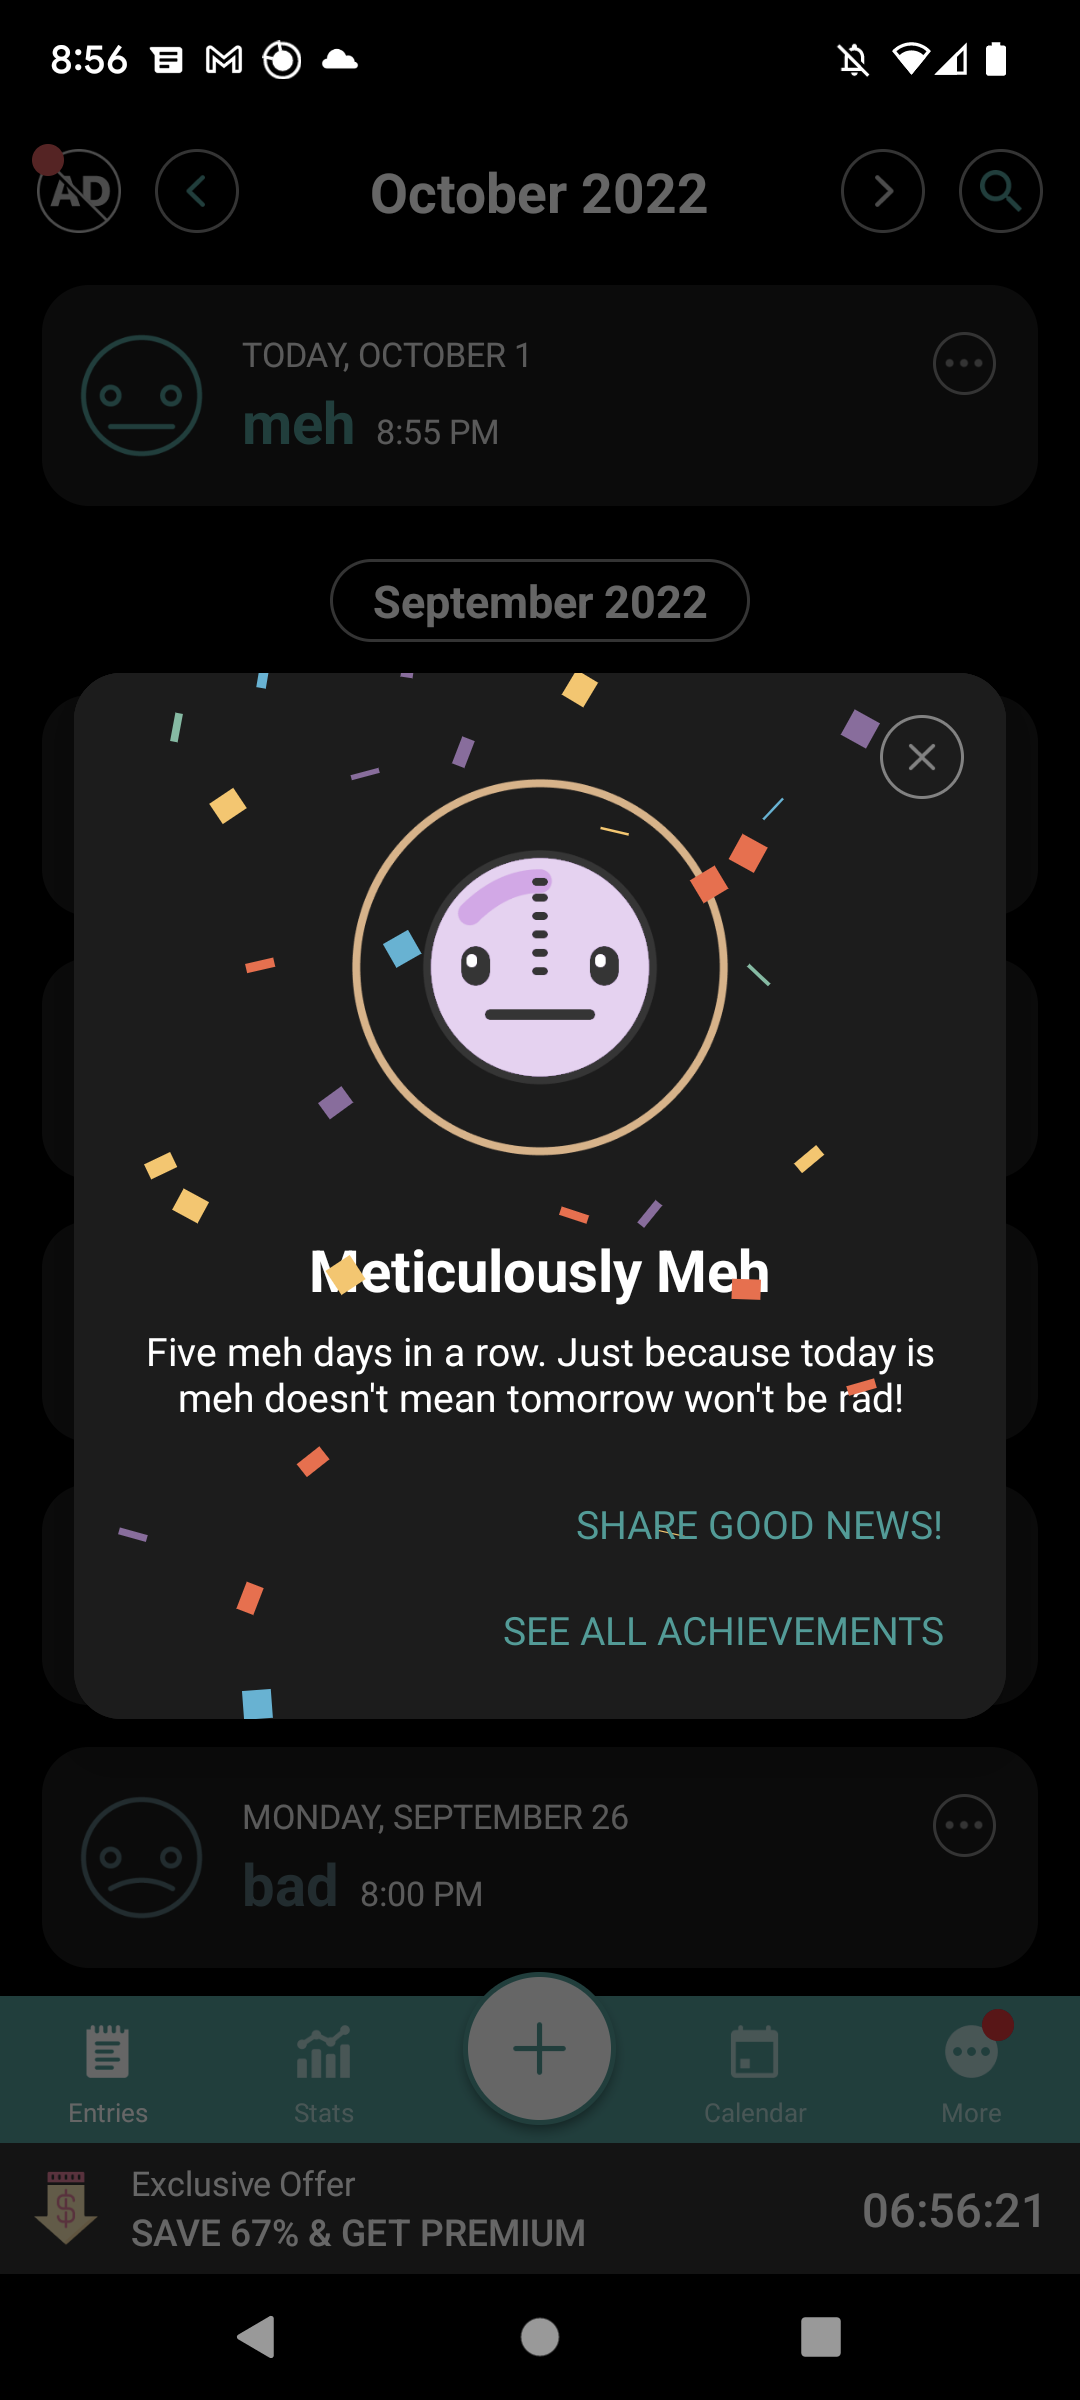 8:56
AD
October 2022
TODAY, OCTOBER 1
meh 8:55 PM
September 2022
Meticulously Meh
Five meh days in a row. Just because today is
meh doesn't mean tomorrow won't be rad!
SHARE GOOD NEWS!
SEE ALL ACHIEVEMENTS
MONDAY, SEPTEMBER 26
bad 8:00 PM
Entries
Stats
Calendar
More
Exclusive Offer
SAVE 67% & GET PREMIUM
06:56:21